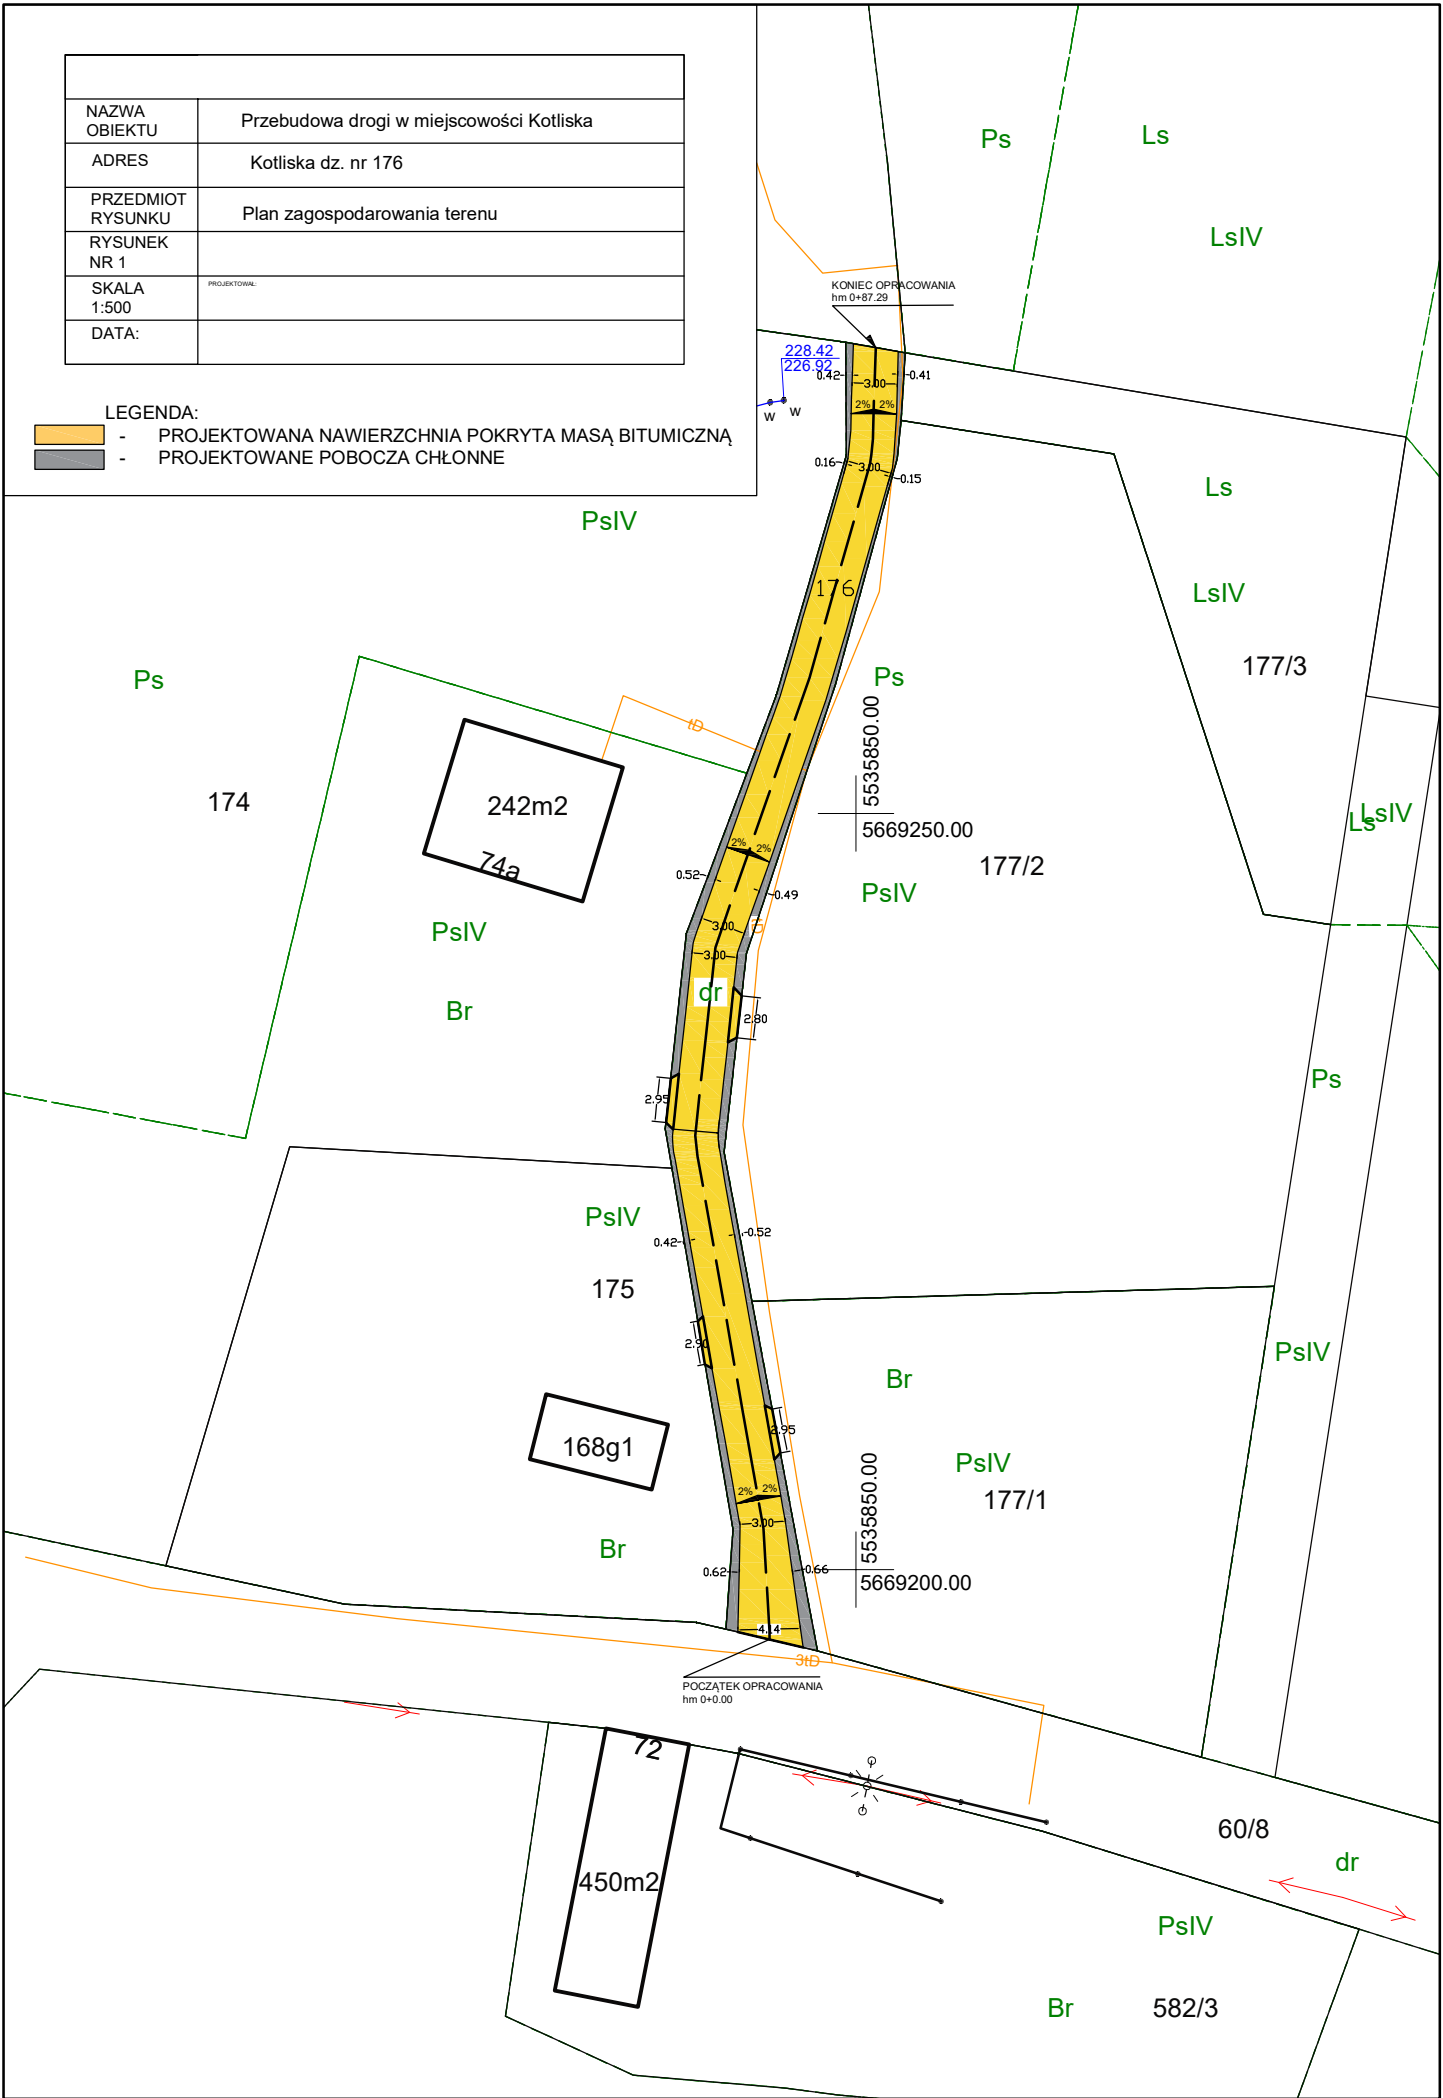 NAZWA
OBIEKTU
Przebudowa drogi w miejscowości Kotliska
ADRES
Kotliska dz. nr 176
PRZEDMIOT
RYSUNKU
Plan zagospodarowania terenu
RYSUNEK
NR 1
SKALA
1:500
PROJEKTOWAŁ:
DATA:
LEGENDA:
- PROJEKTOWANA NAWIERZCHNIA POKRYTA MASĄ BITUMICZNĄ
- PROJEKTOWANE POBOCZA CHŁONNE
Ps
Ls
LsIV
KONIEC OPRACOWANIA
hm 0+87.29
228.42
226.92
w
w
0.42
3.00
0.41
2% 2%
0.16
3.00
0.15
PsIV
Ls
LsIV
176
177/3
Ps
Ps
tD
5535850.00
5669250.00
174
242m2
74a
LsIV
Ls
2% 2%
177/2
0.52
0.49
PsIV
PsIV
3.00
tD
3.00
dr
Br
2.80
2.95
Ps
PsIV
0.42
0.52
175
2.90
PsIV
Br
2.95
168g1
PsIV
177/1
2% 2%
3.00
5535850.00
5669200.00
Br
0.62
0.66
4.14
3tD
POCZĄTEK OPRACOWANIA
hm 0+0.00
72
60/8
dr
450m2
PsIV
Br
582/3